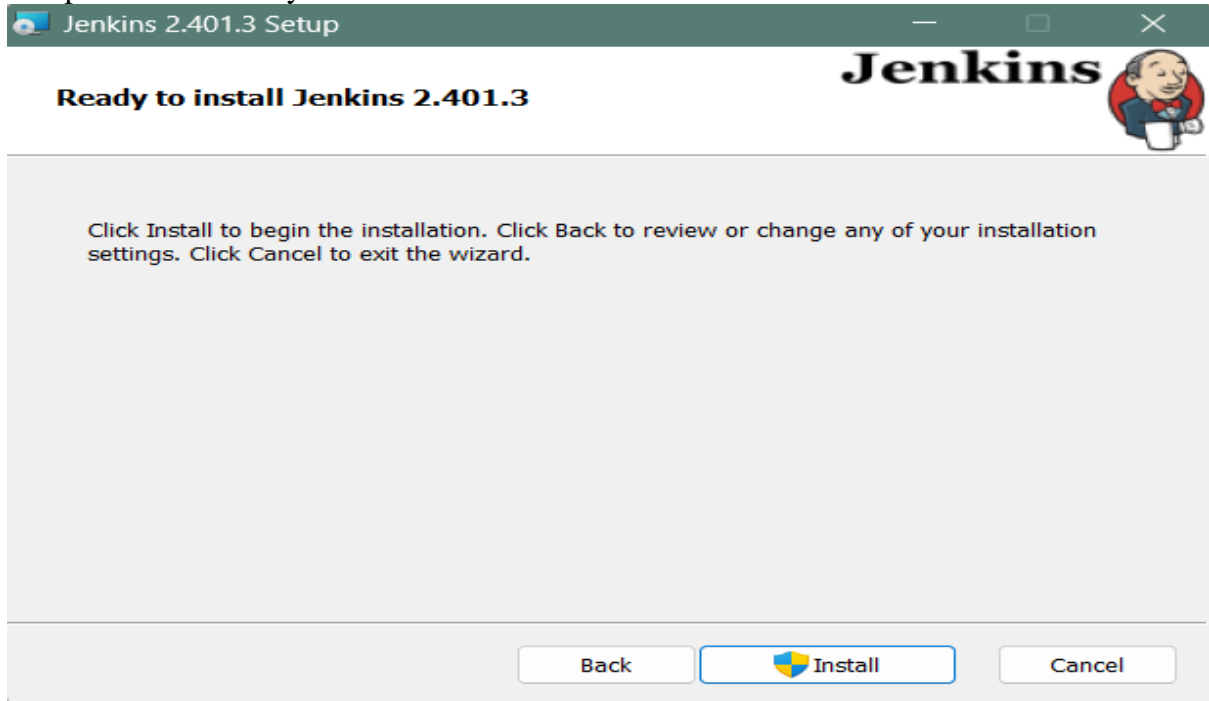 Jenkins 2.401.3 Setup
Jenkins
Ready to install Jenkins 2.401.3
Click Install to begin the installation. Click Back to review or change any of your installation
settings. Click Cancel to exit the wizard.
Back
Install
Cancel